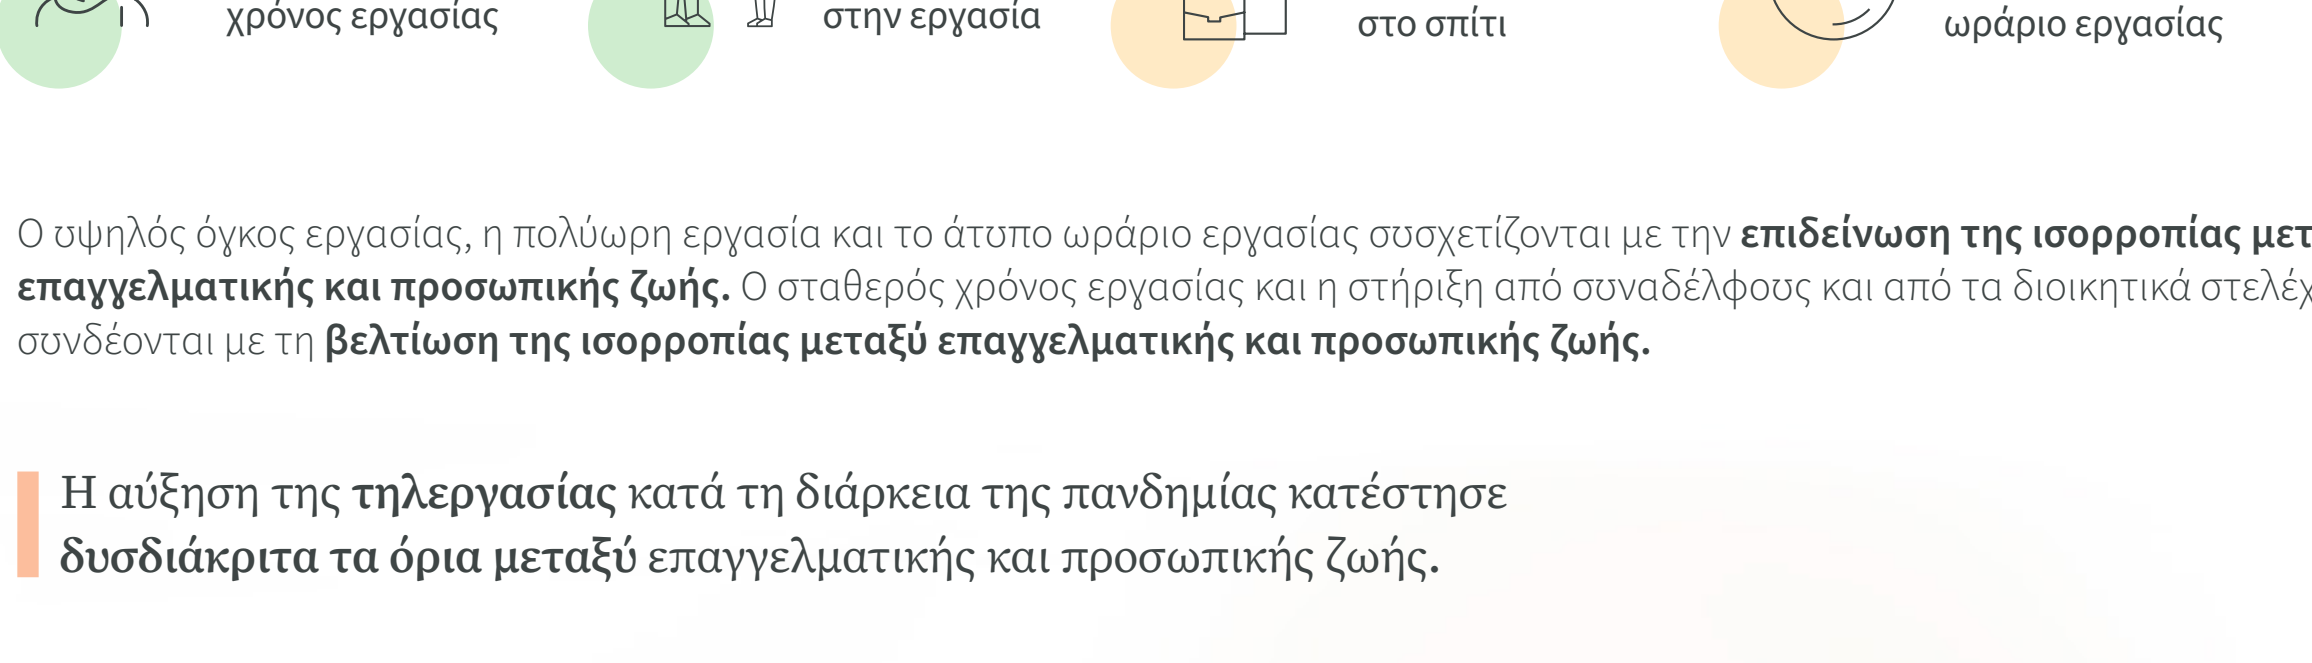 χρόνος εργασίας
στην εργασία
στο σπίτι
ωράριο εργασίας
Ο υψηλός όγκος εργασίας, η πολύωρη εργασία και το άτυπο ωράριο εργασίας συσχετίζονται με την επιδείνωση της ισορροπίας
επαγγελματικής και προσωπικής ζωής. Ο σταθερός χρόνος εργασίας και η στήριξη από συναδέλφους και από τα διοικητικά
συνδέονται με τη βελτίωση της ισορροπίας μεταξύ επαγγελματικής και προσωπικής ζωής.
Η αύξηση της τηλεργασίας κατά τη διάρκεια της πανδημίας κατέστησε
δυσδιάκριτα τα όρια μεταξύ επαγγελματικής και προσωπικής ζωής.